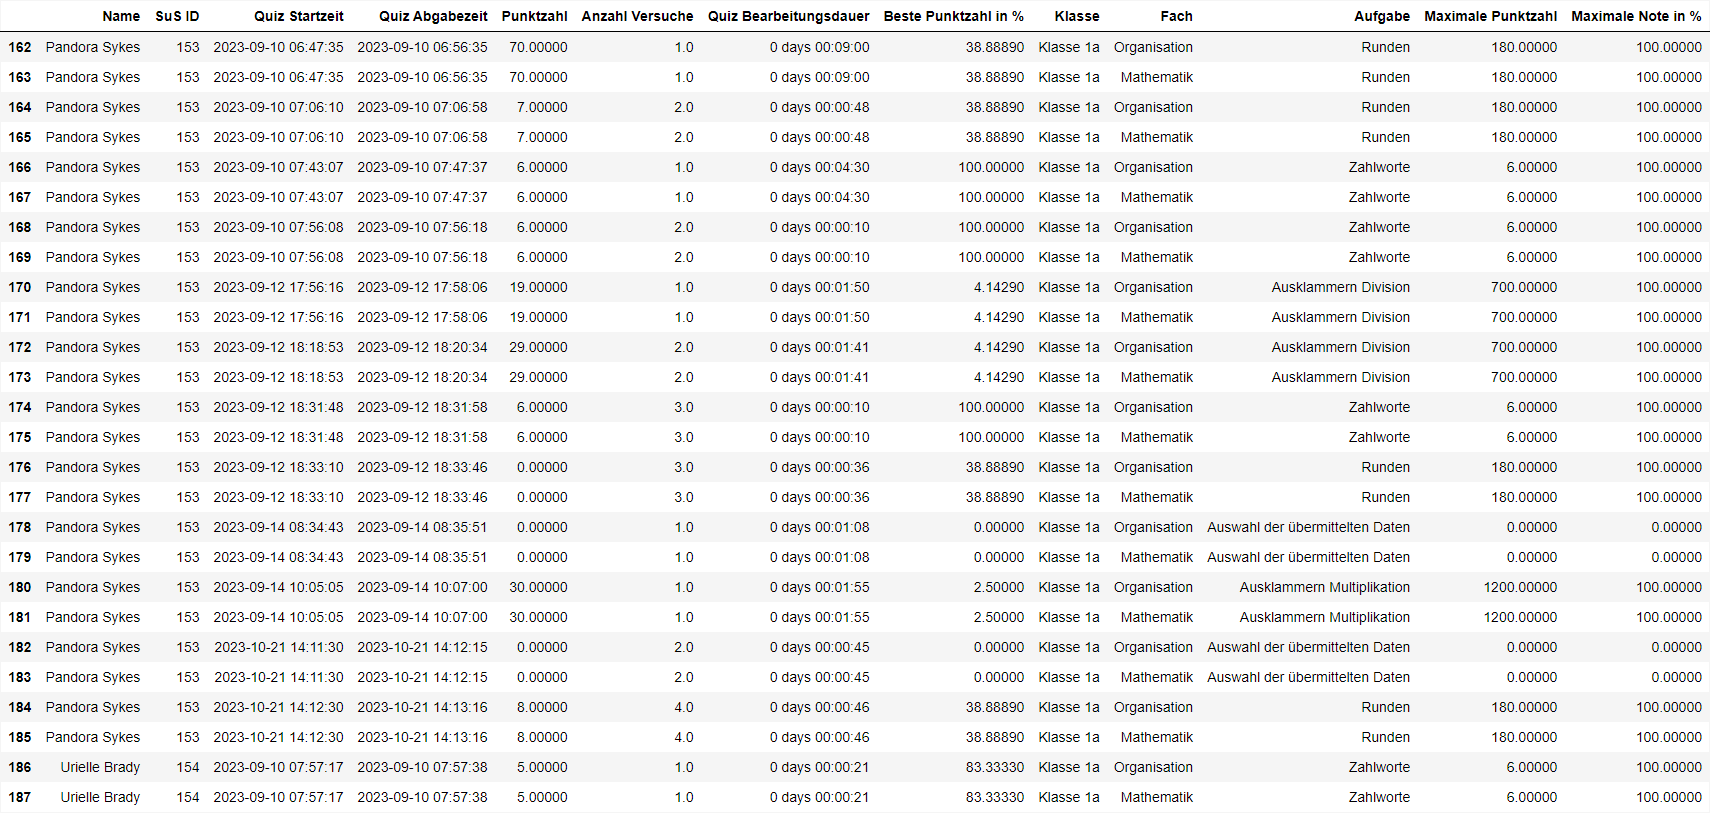 Name SuS ID Quiz Startzeit Quiz Abgabezeit Punktzahl Anzahl Versuche Quiz Bearbeitungsdauer Beste Punktzahl in % Klasse Fach Aufgabe Maximale Punktzahl Maximale Note in %
162 Pandora Sykes 153 2023-09-10 06:47:35 2023-09-10 06:56:35 70.00000 1.0 0 days 00:09:00 38.88890 Klasse 1a Organisation Runden 180.00000 100.00000
163 Pandora Sykes 153 2023-09-10 06:47:35 2023-09-10 06:56:35 70.00000 1.0 0 days 00:09:00 38.88890 Klasse 1a Mathematik Runden 180.00000 100.00000
164 Pandora Sykes 153 2023-09-10 07:06:10 2023-09-10 07:06:58 7.00000 2.0 0 days 00:00:48 38.88890 Klasse 1a Organisation Runden 180.00000 100.00000
165 Pandora Sykes 153 2023-09-10 07:06:10 2023-09-10 07:06:58 7.00000 2.0 0 days 00:00:48 38.88890 Klasse 1a Mathematik Runden 180.00000 100.00000
166 Pandora Sykes 153 2023-09-10 07:43:07 2023-09-10 07:47:37 6.00000 1.0 0 days 00:04:30 100.00000 Klasse 1a Organisation Zahlworte 6.00000 100.00000
167 Pandora Sykes 153 2023-09-10 07:43:07 2023-09-10 07:47:37 6.00000 1.0 0 days 00:04:30 100.00000 Klasse 1a Mathematik Zahlworte 6.00000 100.00000
168 Pandora Sykes 153 2023-09-10 07:56:08 2023-09-10 07:56:18 6.00000 2.0 0 days 00:00:10 100.00000 Klasse 1a Organisation Zahlworte 6.00000 100.00000
169 Pandora Sykes 153 2023-09-10 07:56:08 2023-09-10 07:56:18 6.00000 2.0 0 days 00:00:10 100.00000 Klasse 1a Mathematik Zahlworte 6.00000 100.00000
170 Pandora Sykes 153 2023-09-12 17:56:16 2023-09-12 17:58:06 19.00000 1.0 0 days 00:01:50 4.14290 Klasse 1a Organisation Ausklammern Division 700.00000 100.00000
171 Pandora Sykes 153 2023-09-12 17:56:16 2023-09-12 17:58:06 19.00000 1.0 0 days 00:01:50 4.14290 Klasse 1a Mathematik Ausklammern Division 700.00000 100.00000
172 Pandora Sykes 153 2023-09-12 18:18:53 2023-09-12 18:20:34 29.00000 2.0 0 days 00:01:41 4.14290 Klasse 1a Organisation Ausklammern Division 700.00000 100.00000
173 Pandora Sykes 153 2023-09-12 18:18:53 2023-09-12 18:20:34 29.00000 2.0 0 days 00:01:41 4.14290 Klasse 1a Mathematik Ausklammern Division 700.00000 100.00000
174 Pandora Sykes 153 2023-09-12 18:31:48 2023-09-12 18:31:58 6.00000 3.0 0 days 00:00:10 100.00000 Klasse 1a Organisation Zahlworte 6.00000 100.00000
175 Pandora Sykes 153 2023-09-12 18:31:48 2023-09-12 18:31:58 6.00000 3.0 0 days 00:00:10 100.00000 Klasse 1a Mathematik Zahlworte 6.00000 100.00000
176 Pandora Sykes 153 2023-09-12 18:33:10 2023-09-12 18:33:46 0.00000 3.0 0 days 00:00:36 38.88890 Klasse 1a Organisation Runden 180.00000 100.00000
177 Pandora Sykes 153 2023-09-12 18:33:10 2023-09-12 18:33:46 0.00000 3.0 0 days 00:00:36 38.88890 Klasse 1a Mathematik Runden 180.00000 100.00000
178 Pandora Sykes 153 2023-09-14 08:34:43 2023-09-14 08:35:51 0.00000 1.0 0 days 00:01:08 0.00000 Klasse 1a Organisation Auswahl der übermittelten Daten 0.00000 0.00000
179 Pandora Sykes 153 2023-09-14 08:34:43 2023-09-14 08:35:51 0.00000 1.0 0 days 00:01:08 0.00000 Klasse 1a Mathematik Auswahl der übermittelten Daten 0.00000 0.00000
180 Pandora Sykes 153 2023-09-14 10:05:05 2023-09-14 10:07:00 30.00000 1.0 0 days 00:01:55 2.50000 Klasse 1a Organisation Ausklammern Multiplikation 1200.00000 100.00000
181 Pandora Sykes 153 2023-09-14 10:05:05 2023-09-14 10:07:00 30.00000 1.0 0 days 00:01:55 2.50000 Klasse 1a Mathematik Ausklammern Multiplikation 1200.00000 100.00000
182 Pandora Sykes 153 2023-10-21 14:11:30 2023-10-21 14:12:15 0.00000 2.0 0 days 00:00:45 0.00000 Klasse 1a Organisation Auswahl der übermittelten Daten 0.00000 0.00000
183 Pandora Sykes 153 2023-10-21 14:11:30 2023-10-21 14:12:15 0.00000 2.0 0 days 00:00:45 0.00000 Klasse 1a Mathematik Auswahl der übermittelten Daten 0.00000 0.00000
184 Pandora Sykes 153 2023-10-21 14:12:30 2023-10-21 14:13:16 8.00000 4.0 0 days 00:00:46 38.88890 Klasse 1a Organisation Runden 180.00000 100.00000
185 Pandora Sykes 153 2023-10-21 14:12:30 2023-10-21 14:13:16 8.00000 4.0 0 days 00:00:46 38.88890 Klasse 1a Mathematik Runden 180.00000 100.00000
186 Urielle Brady 154 2023-09-10 07:57:17 2023-09-10 07:57:38 5.00000 1.0 0 days 00:00:21 83.33330 Klasse 1a Organisation Zahlworte 6.00000 100.00000
187 Urielle Brady 154 2023-09-10 07:57:17 2023-09-10 07:57:38 5.00000 1.0 0 days 00:00:21 83.33330 Klasse 1a Mathematik Zahlworte 6.00000 100.00000